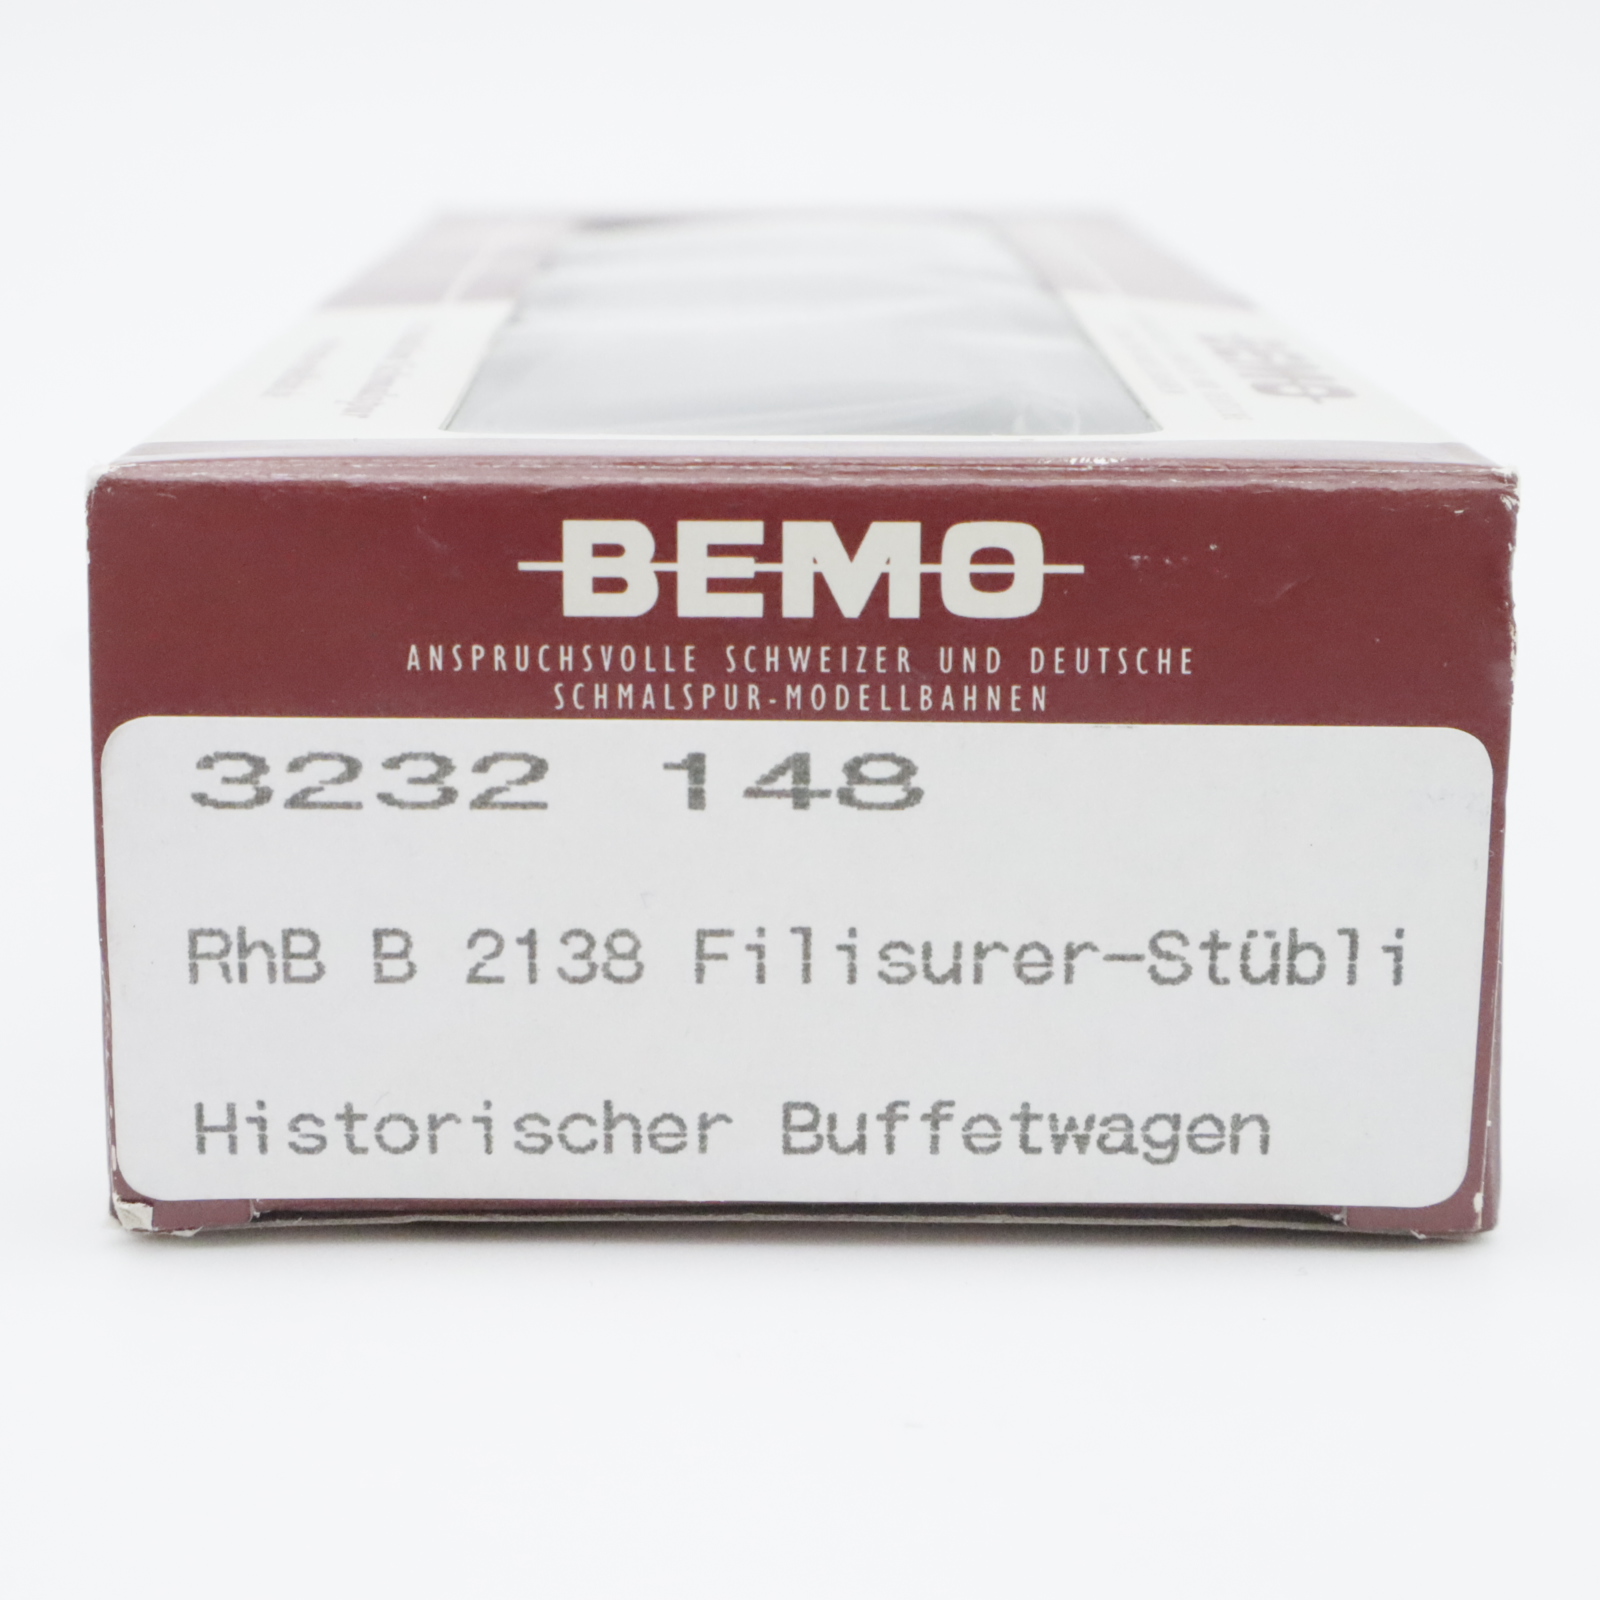 BEMO
ANSPRUCHSVOLLE SCHWEIZER UND DEUTSCHE
SCHMALSPUR-MODELLBAHNEN
3232 148
RhB B 2138 Filisurer-Stübli
Historischer Buffetwagen